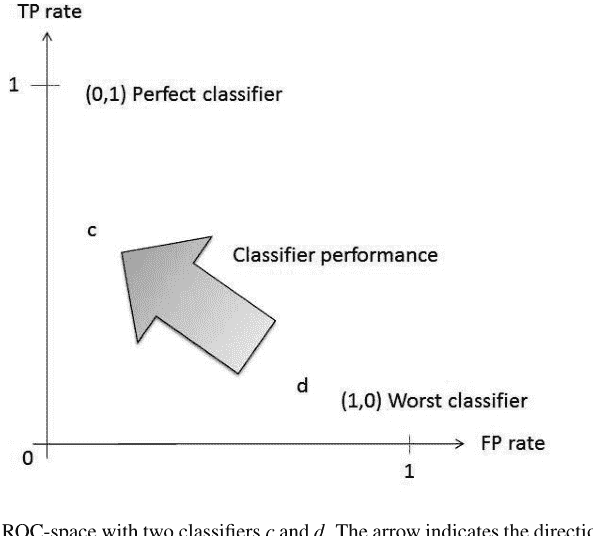 TP rate
1
(0,1) Perfect classifier
c
Classifier performance
d
(1,0) Worst classifier
0
FP rate
1
ROC-space with two classifiers c and d. The arrow indicates the directio